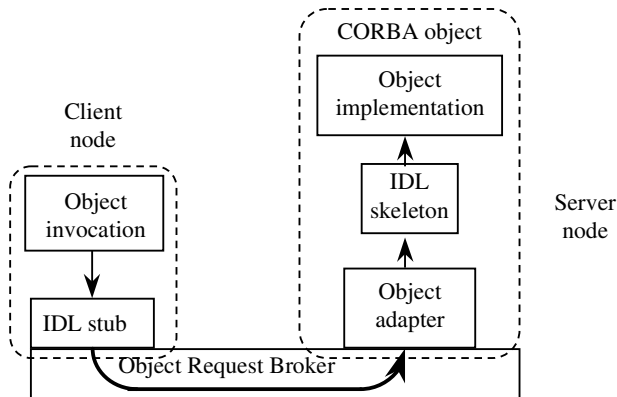 CORBA object
Object
implementation
Client
node
IDL
skeleton
Object
invocation
Server
node
Object
adapter
IDL stub
Object Request Broker